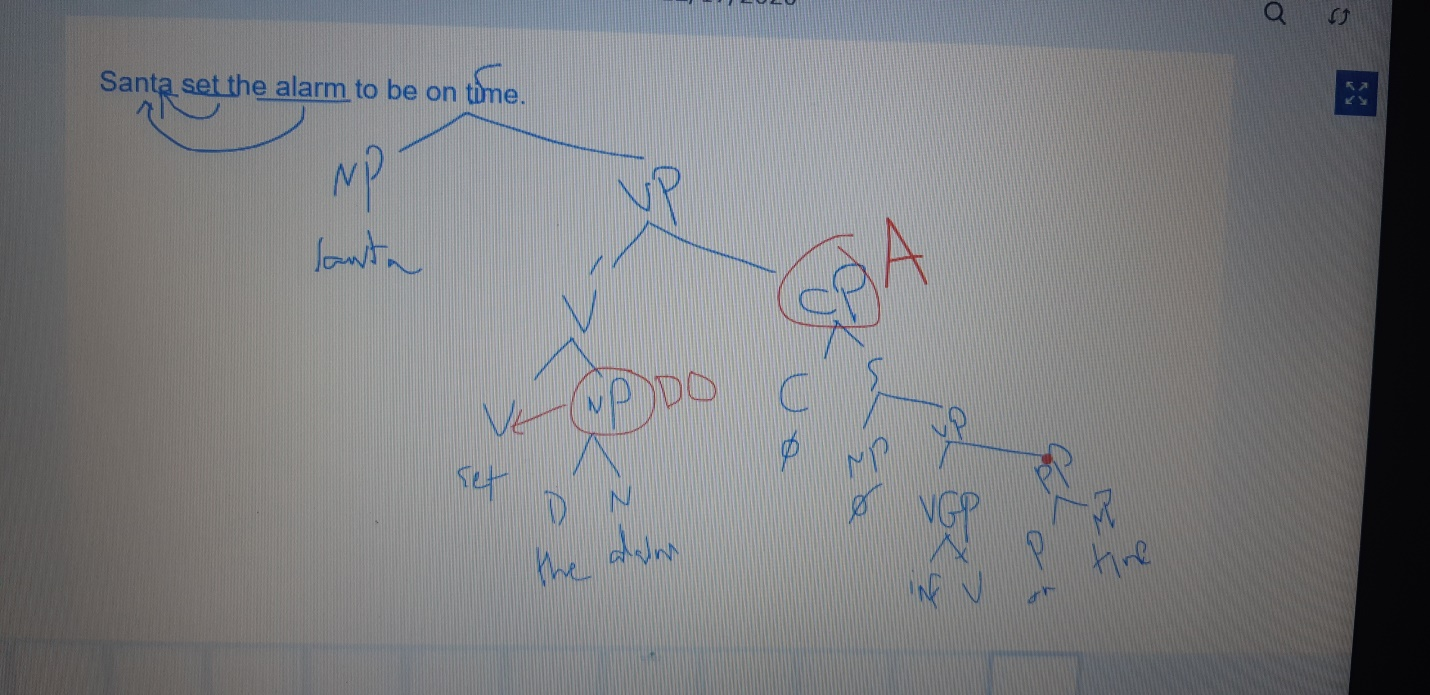 Santa set the alarm to be on time.
S
NP VP
Santa
CP A
V
S
V NP DO C
VP
set NP PP
D N Ø Ø VGP P NP
the alarm time
inf V on